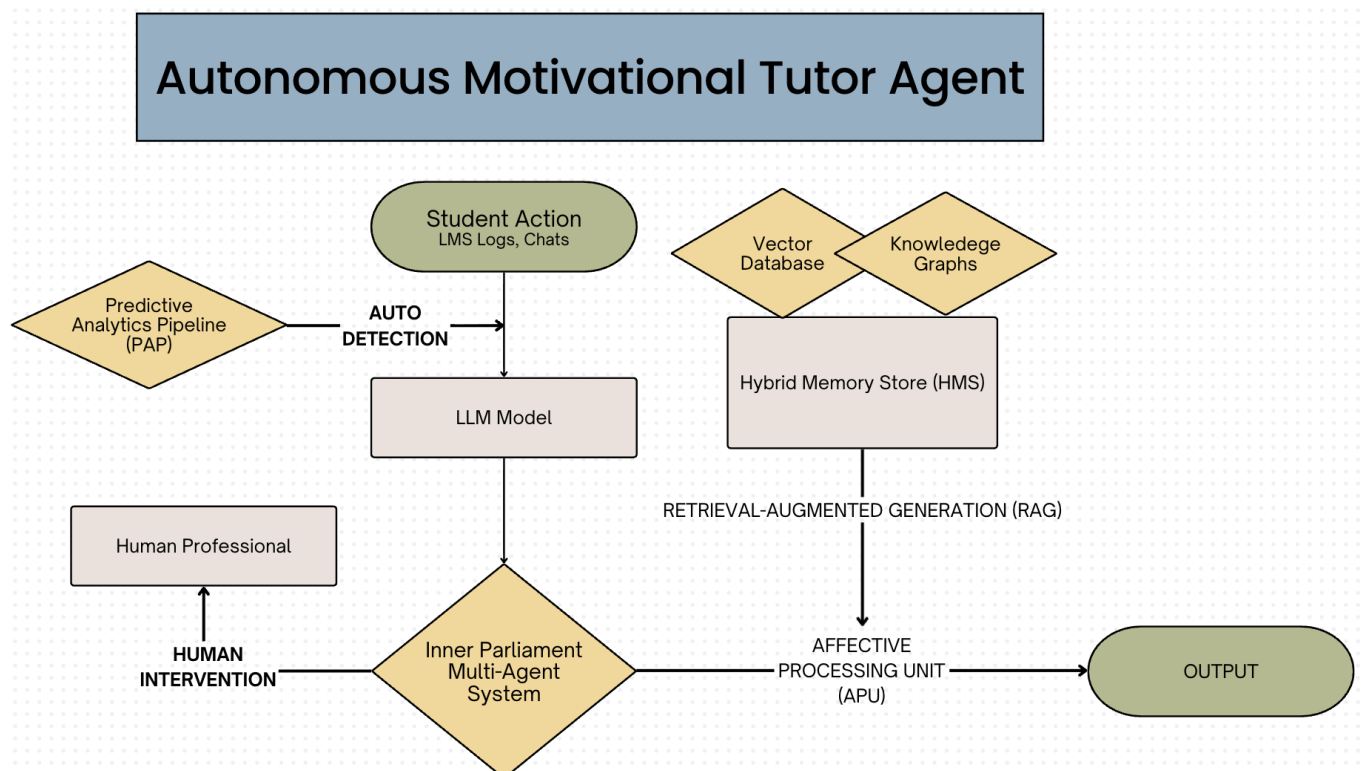 Autonomous Motivational Tutor Agent
Student Action
LMS Logs, Chats
Vector
Database
Knowledege
Graphs
Predictive
Analytics Pipeline
(PAP)
AUTO
DETECTION
Hybrid Memory Store (HMS)
LLM Model
RETRIEVAL-AUGMENTED GENERATION (RAG)
Human Professional
HUMAN
INTERVENTION
Inner Parliament
Multi-Agent
System
AFFECTIVE
PROCESSING UNIT
(APU)
OUTPUT